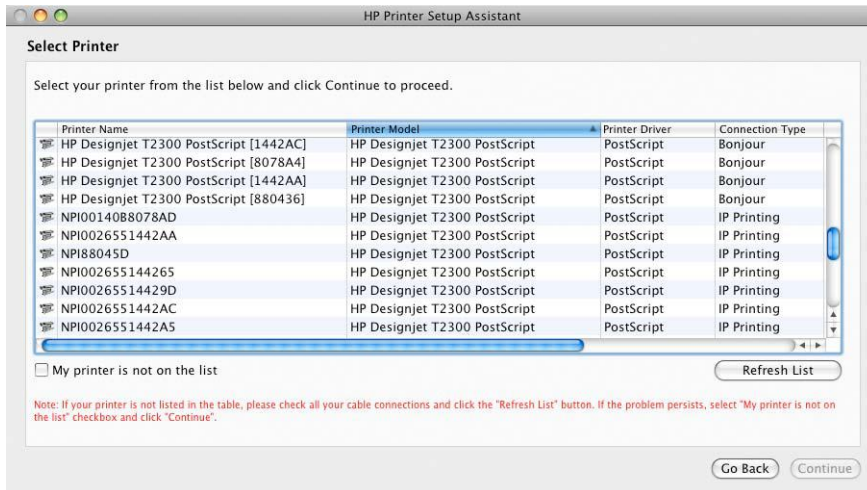 HP Printer Setup Assistant
Select Printer
Select your printer from the list below and click Continue to proceed.
Printer Name Printer Model Printer Driver Connection Type
HP Designjet T2300 PostScript [1442AC] HP Designjet T2300 PostScript PostScript Bonjour
HP Designjet T2300 PostScript [8078A4] HP Designjet T2300 PostScript PostScript Bonjour
HP Designjet T2300 PostScript [1442AA] HP Designjet T2300 PostScript PostScript Bonjour
HP Designjet T2300 PostScript [880436] HP Designjet T2300 PostScript PostScript Bonjour
NPI00140B8078AD HP Designjet T2300 PostScript PostScript IP Printing
NPI0026551442AA HP Designjet T2300 PostScript PostScript IP Printing
NPI88045D HP Designjet T2300 PostScript PostScript IP Printing
NPI002655144265 HP Designjet T2300 PostScript PostScript IP Printing
NPI00265514429D HP Designjet T2300 PostScript PostScript IP Printing
NPI0026551442AC HP Designjet T2300 PostScript PostScript IP Printing
NPI0026551442A5 HP Designjet T2300 PostScript PostScript IP Printing
My printer is not on the list
Refresh List
Note: If your printer is not listed in the table, please check all your cable connections and click the "Refresh List" button. If the problem persists, select "My printer is not on
the list" checkbox and click "Continue".
Go Back Continue